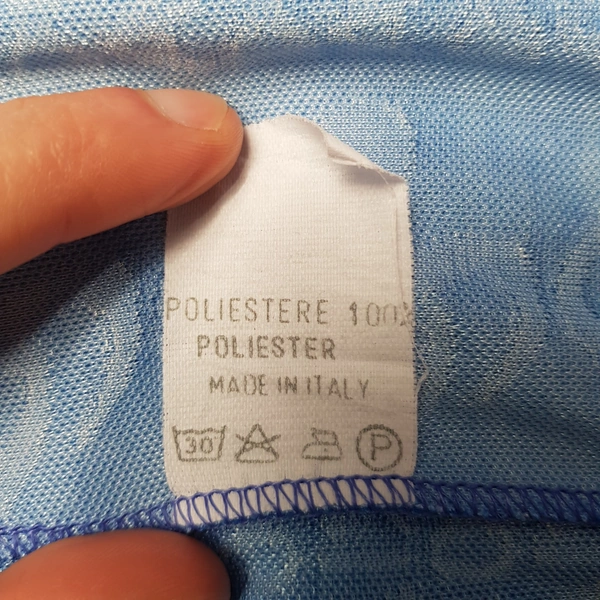 POLIESTERE 100%
POLIESTER
MADE IN ITALY
30 P